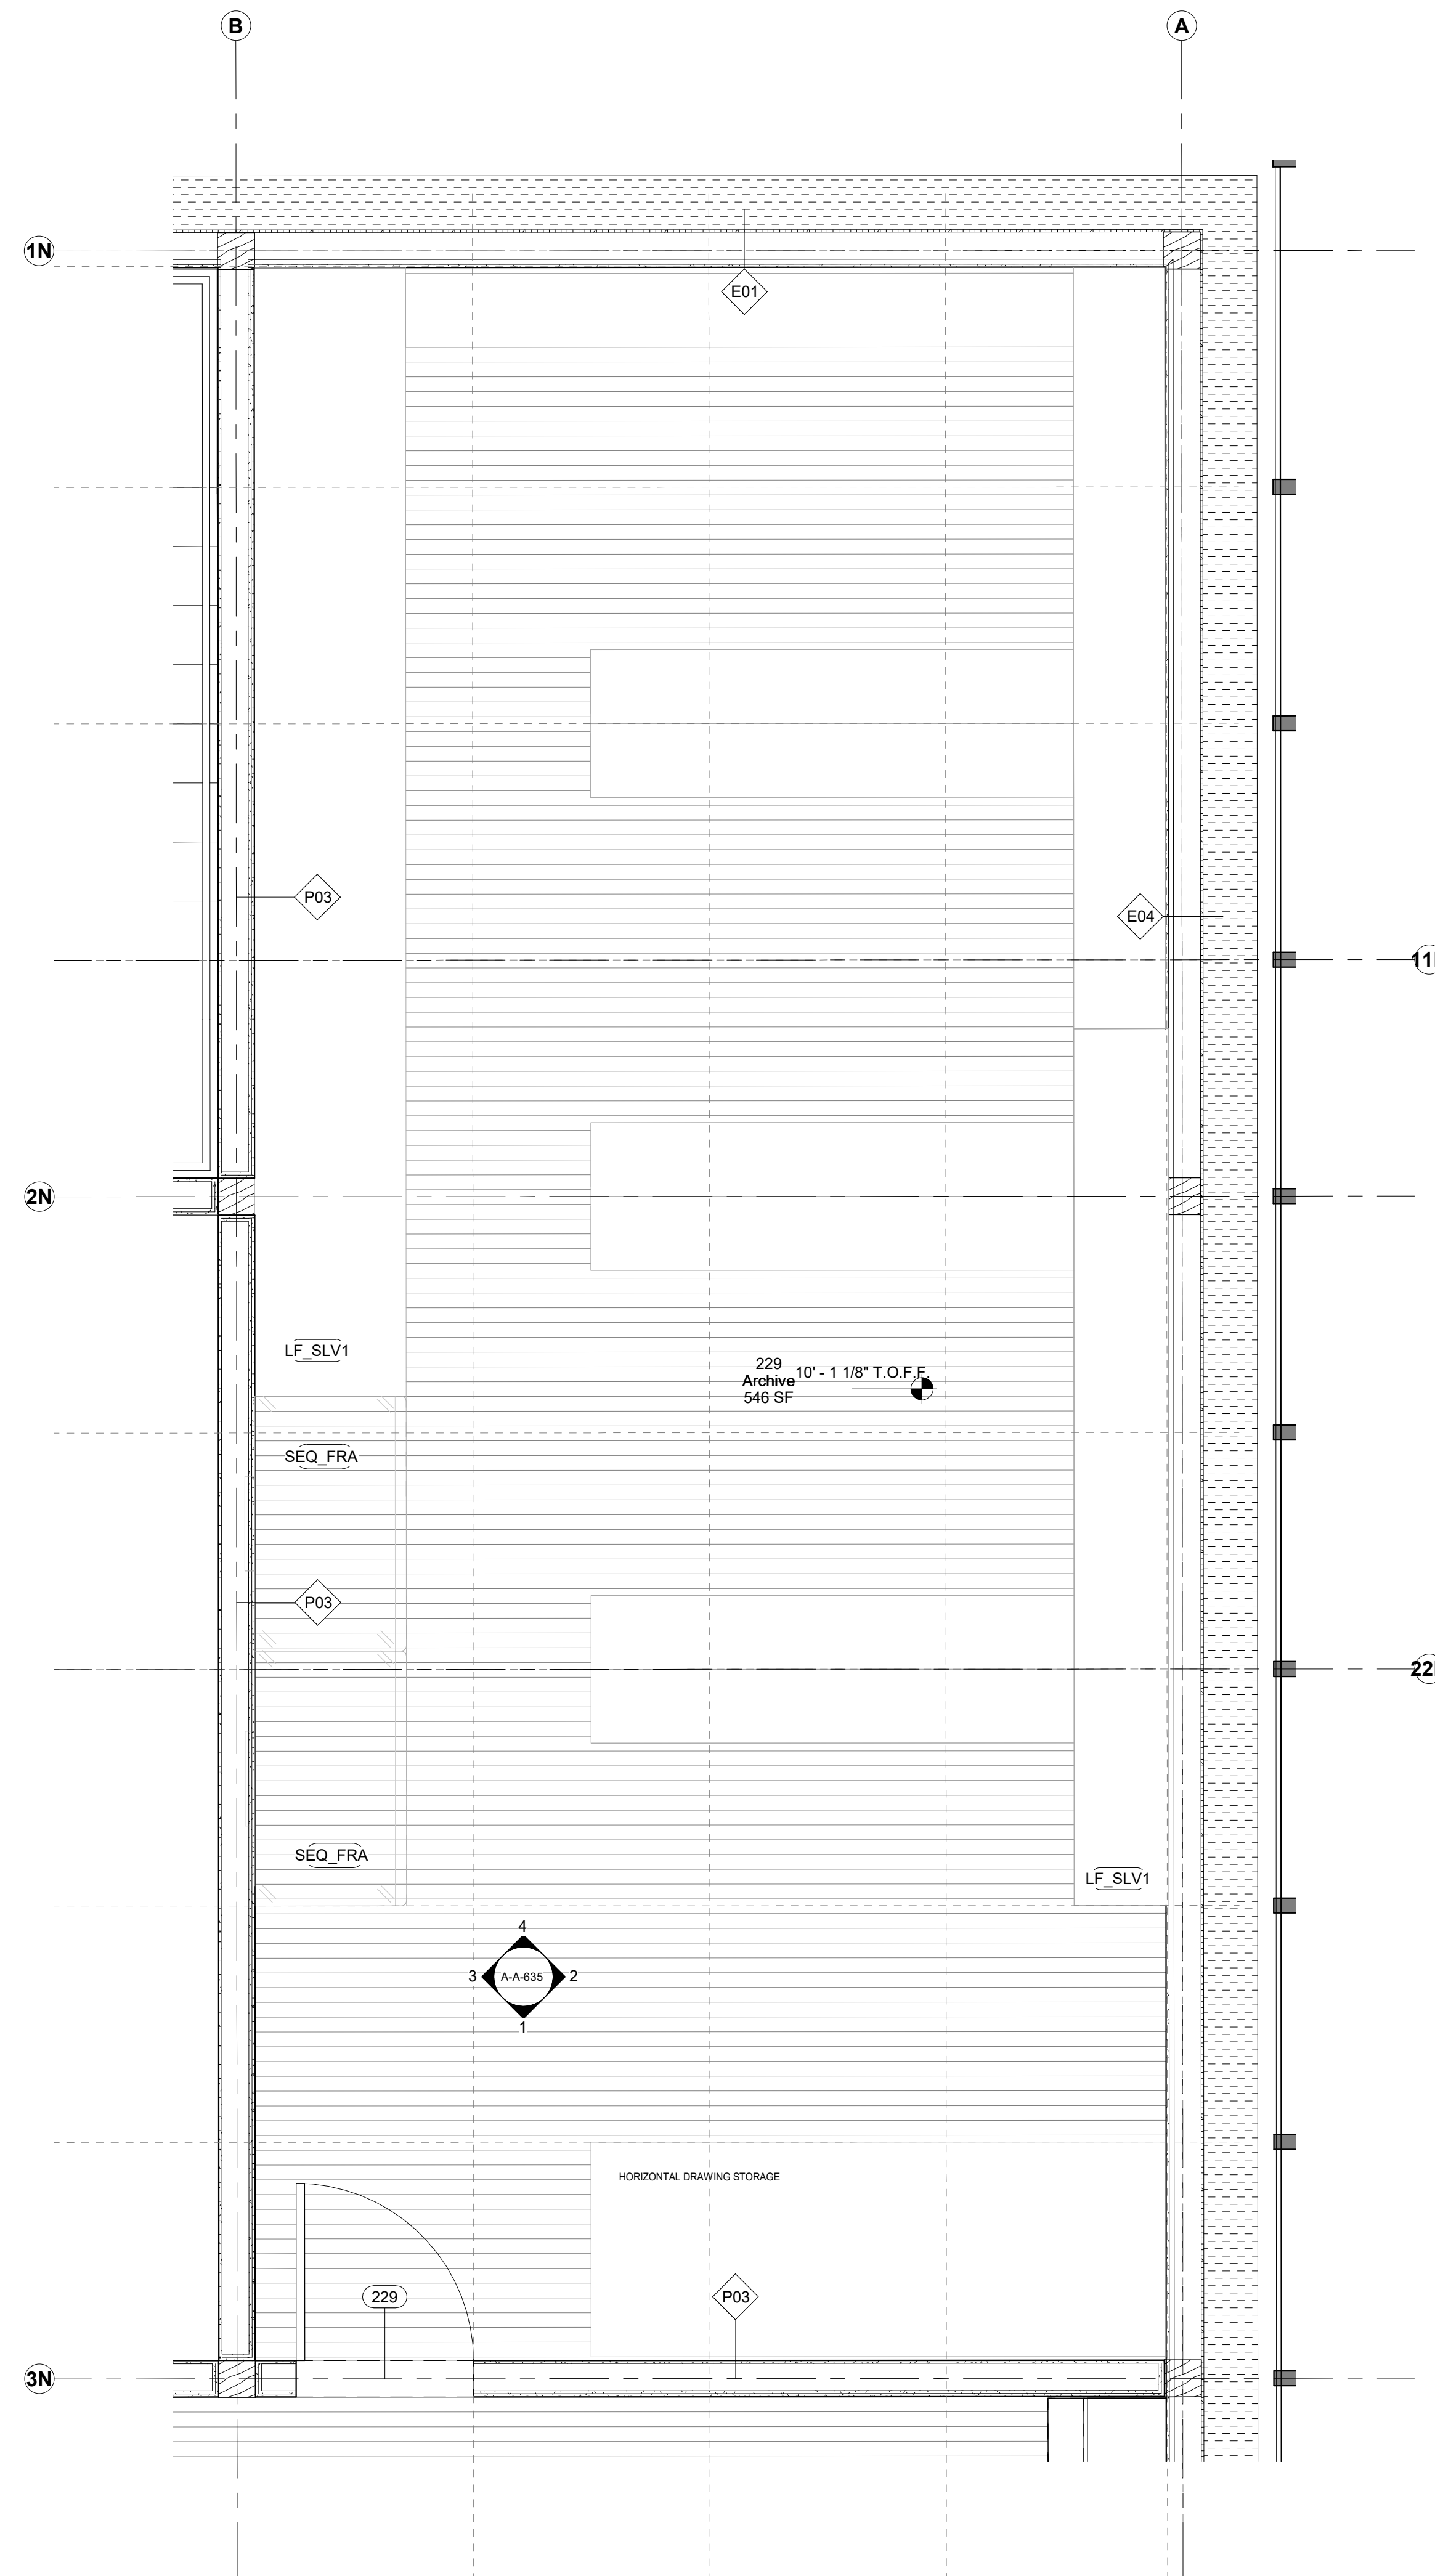 B
A
1N
E01
P03
E04
11
2N
LF_SLV1
229
Archive
546 SF
10' - 1 1/8" T.O.F.F.
SEQ_FRA
P03
22
SEQ_FRA
LF_SLV1
4
3
A-A-635
2
1
HORIZONTAL DRAWING STORAGE
229
P03
3N